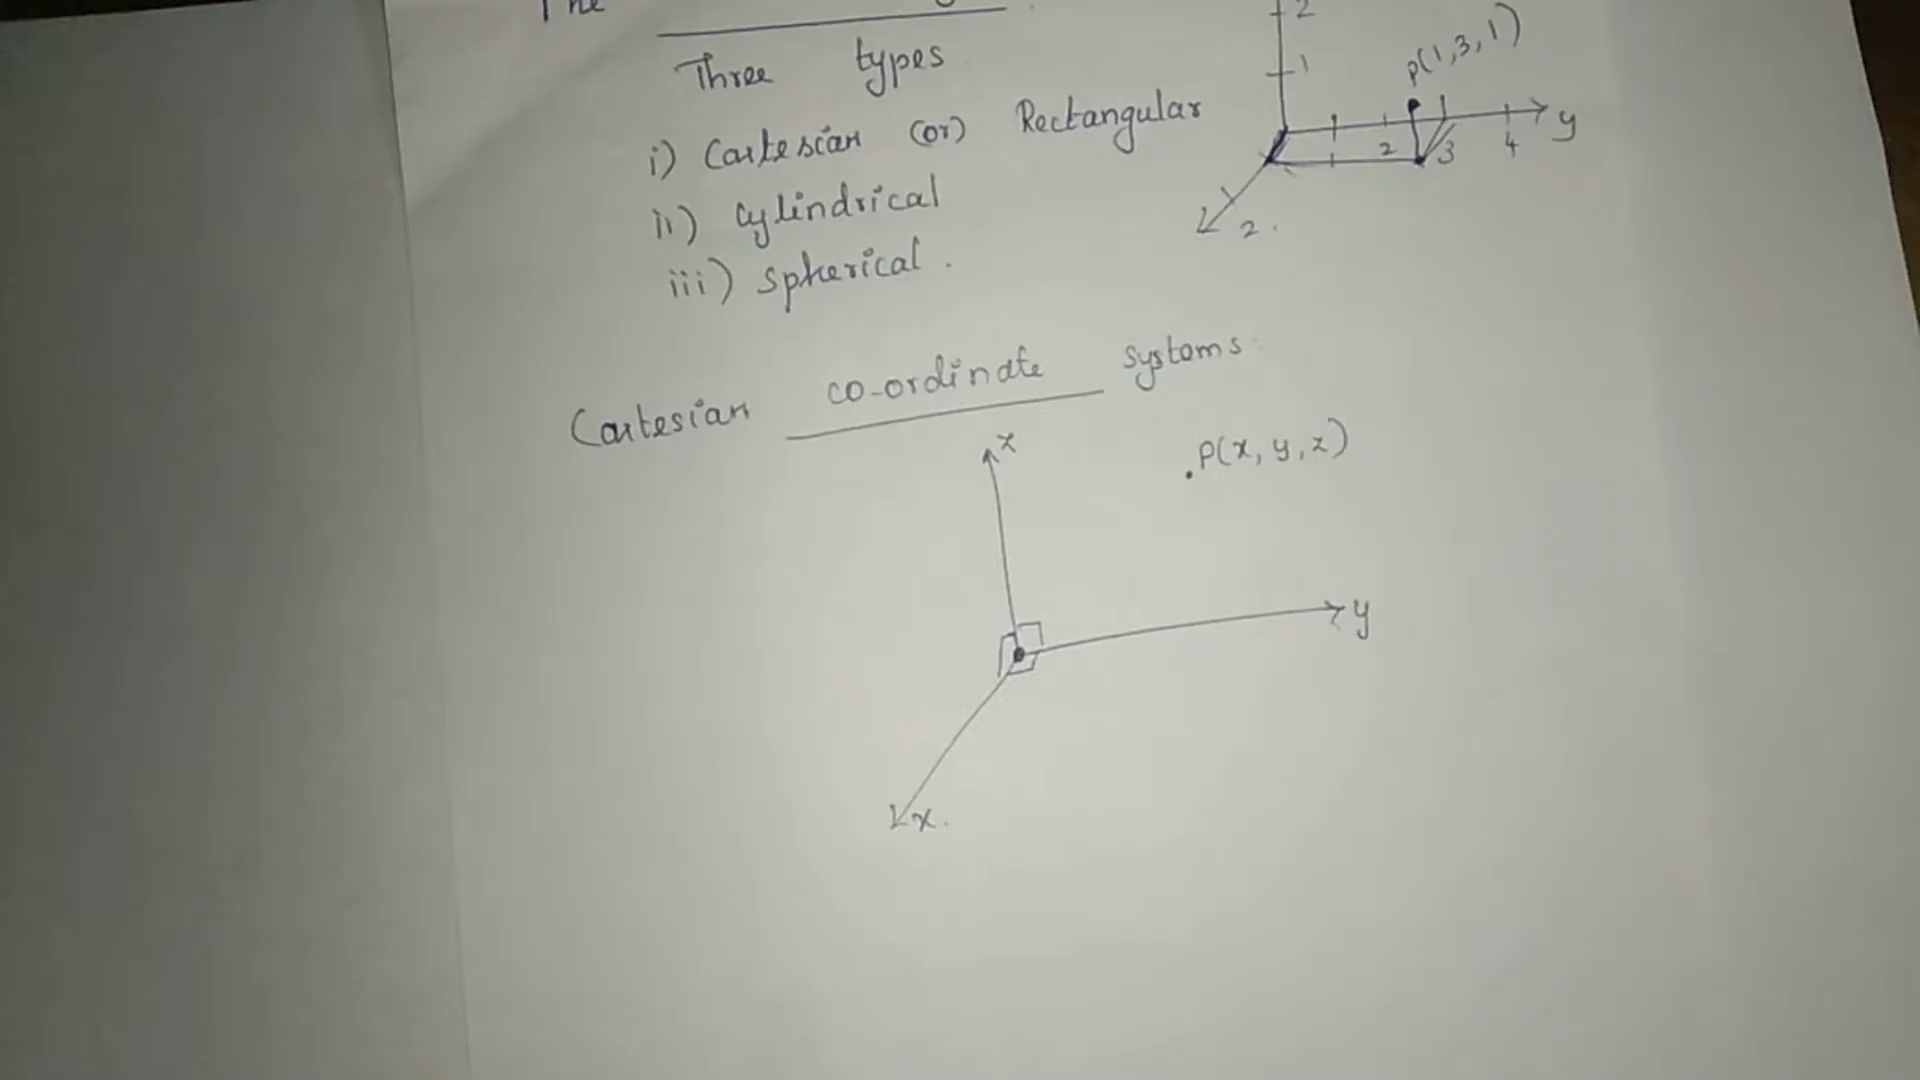 The
Three types
i) Cartesian (or) Rectangular
ii) cylindrical
iii) spherical .
2
1
P(1,3,1)
y
2 3 4
2 .
Cartesian co-ordinate systems
z
.P(x, y, z)
y
x .